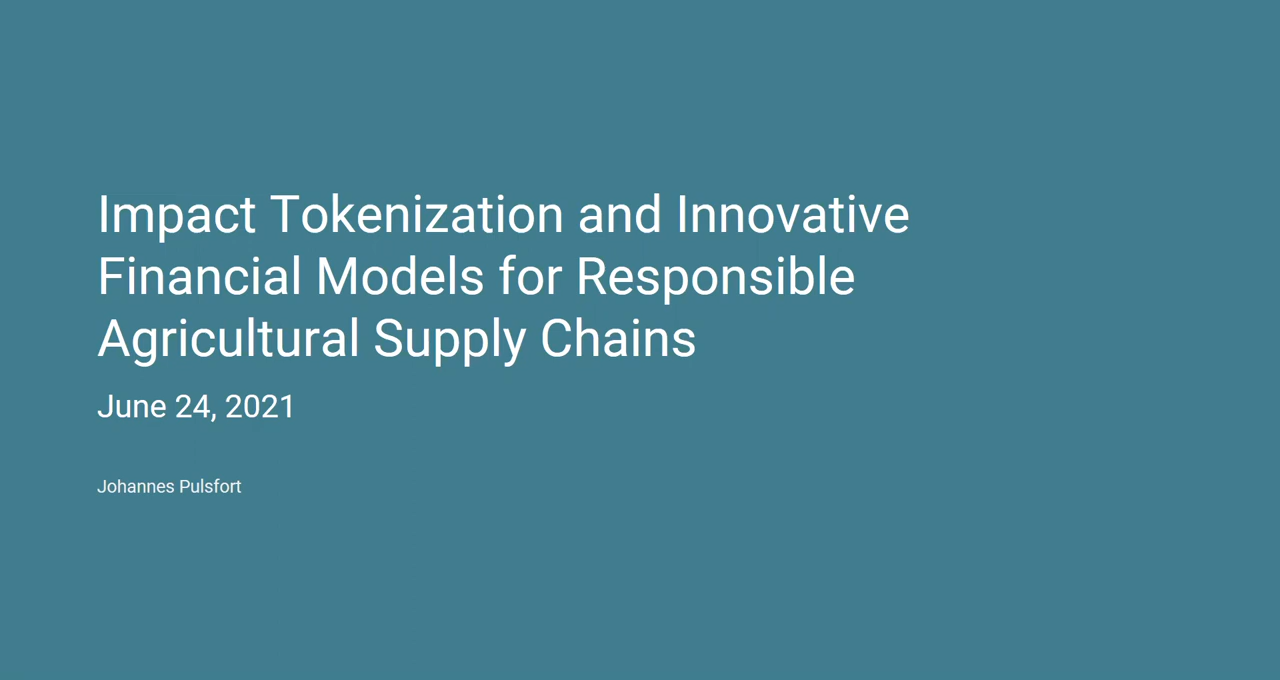 Impact Tokenization and Innovative
Financial Models for Responsible
Agricultural Supply Chains
June 24, 2021
Johannes Pulsfort